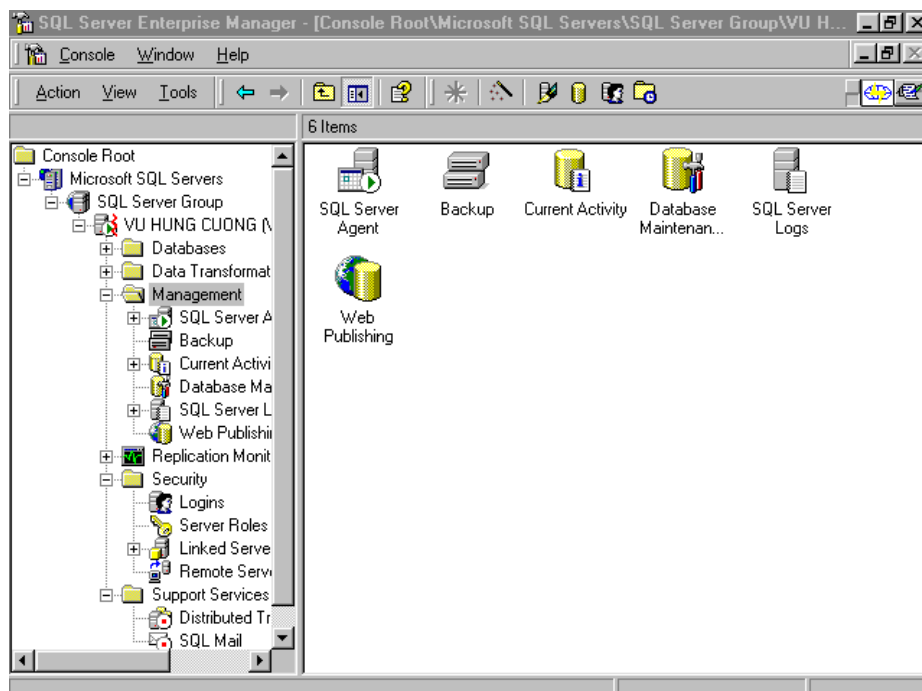 SQL Server Enterprise Manager - [Console Root\Microsoft SQL Servers\SQL Server Group\VU H...
Console Window Help
Action View Tools
6 Items
Console Root
Microsoft SQL Servers
SQL Server Group
VU HUNG CUONG (\
Databases
Data Transformat
Management
SQL Server A
Backup
Current Activi
Database Ma
SQL Server L
Web Publishi
Replication Monit
Security
Logins
Server Roles
Linked Serve
Remote Serv
Support Services
Distributed Tr
SQL Mail
SQL Server
Agent
Backup
Current Activity
Database
Maintenan...
SQL Server
Logs
Web
Publishing